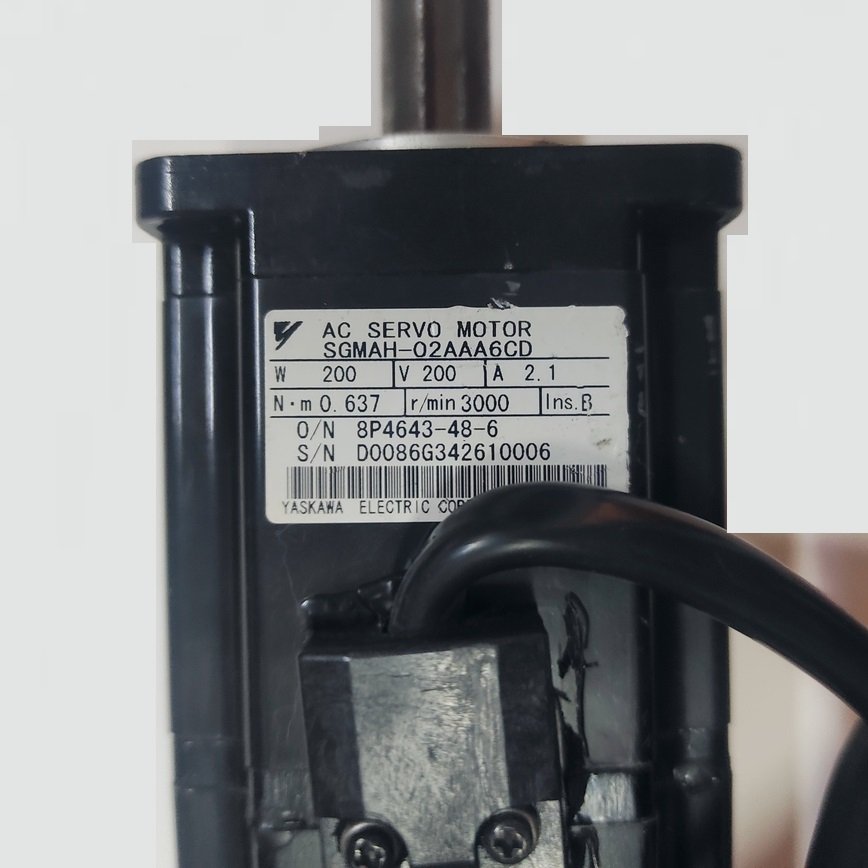 AC SERVO MOTOR
SGMAH-02AAA6CD
W 200 V 200 A 2.1
N·m 0.637 r/min 3000 Ins.B
O/N 8P4643-48-6
S/N D0086G342610006
YASKAWA ELECTRIC